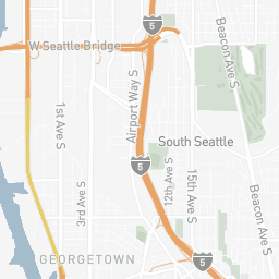 5
Beacon Ave S
W Seattle Bridge
Airport Way S
1st Ave S
South Seattle
5
3rd Ave S
12th Ave S
15th Ave S
Beacon Ave S
GEORGETOWN
5